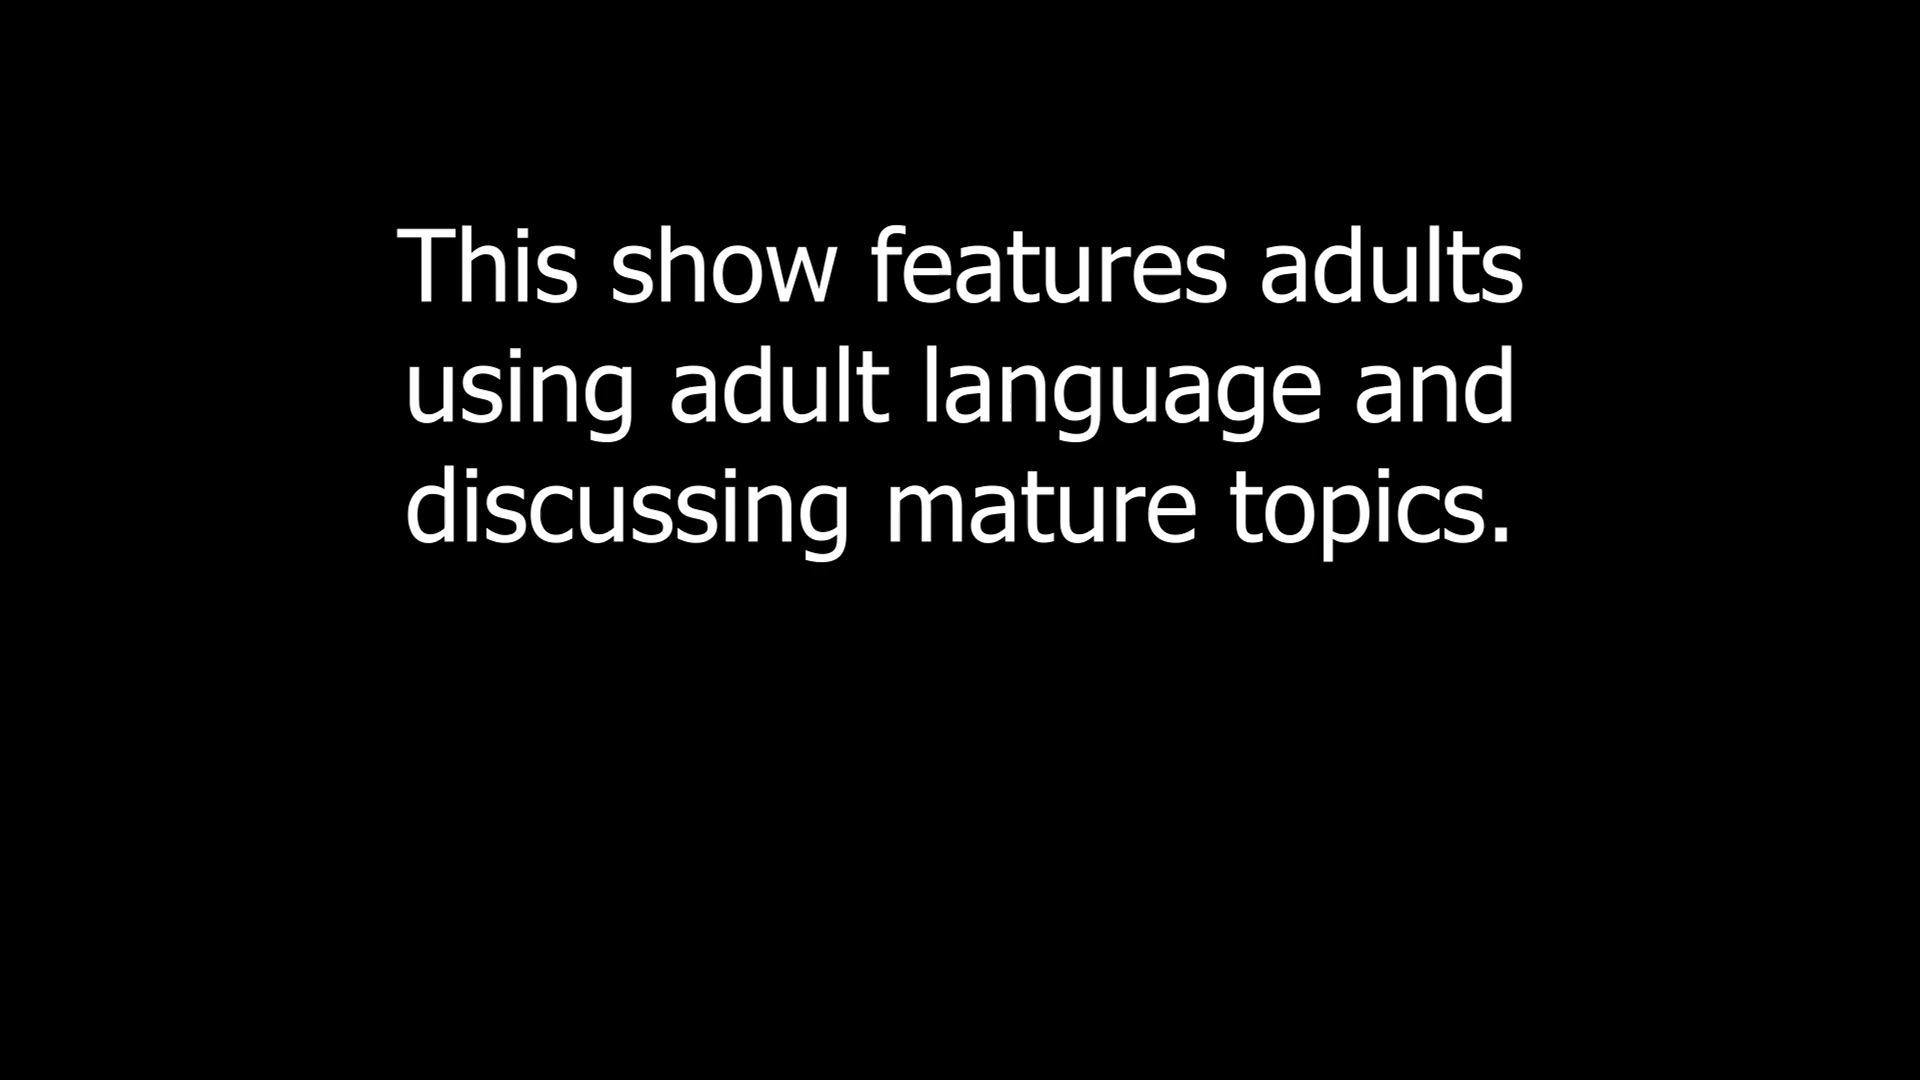 This show features adults
using adult language and
discussing mature topics.